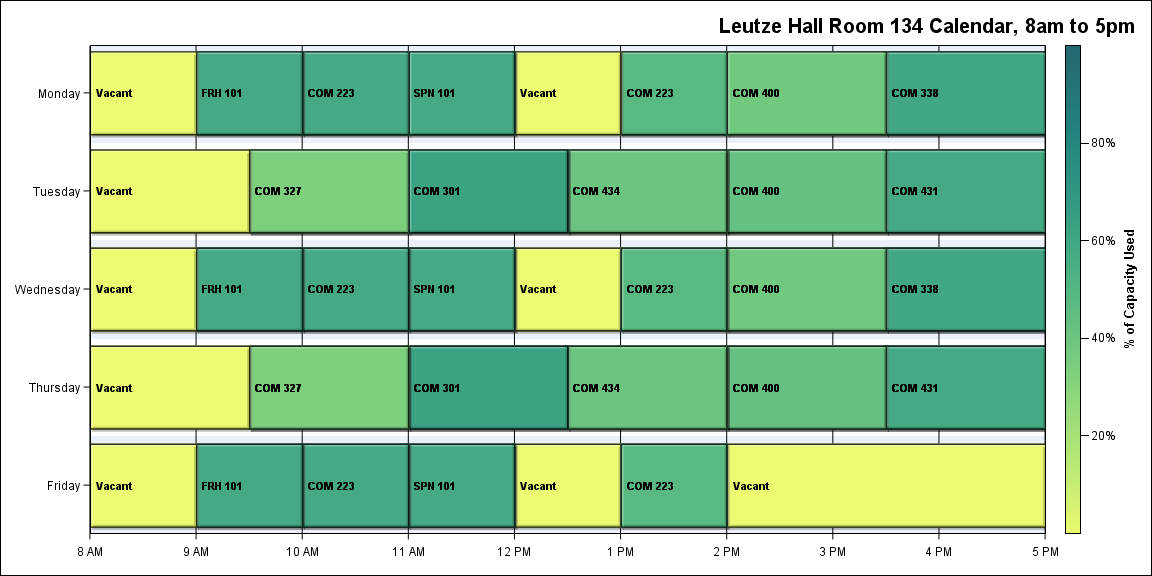 Leutze Hall Room 134 Calendar, 8am to 5pm
Monday
Vacant
FRH 101
COM 223
SPN 101
Vacant
COM 223
COM 400
COM 338
Tuesday
Vacant
COM 327
COM 301
COM 434
COM 400
COM 431
Wednesday
Vacant
FRH 101
COM 223
SPN 101
Vacant
COM 223
COM 400
COM 338
Thursday
Vacant
COM 327
COM 301
COM 434
COM 400
COM 431
Friday
Vacant
FRH 101
COM 223
SPN 101
Vacant
COM 223
Vacant
8 AM
9 AM
10 AM
11 AM
12 PM
1 PM
2 PM
3 PM
4 PM
5 PM
80%
60%
40%
20%
% of Capacity Used